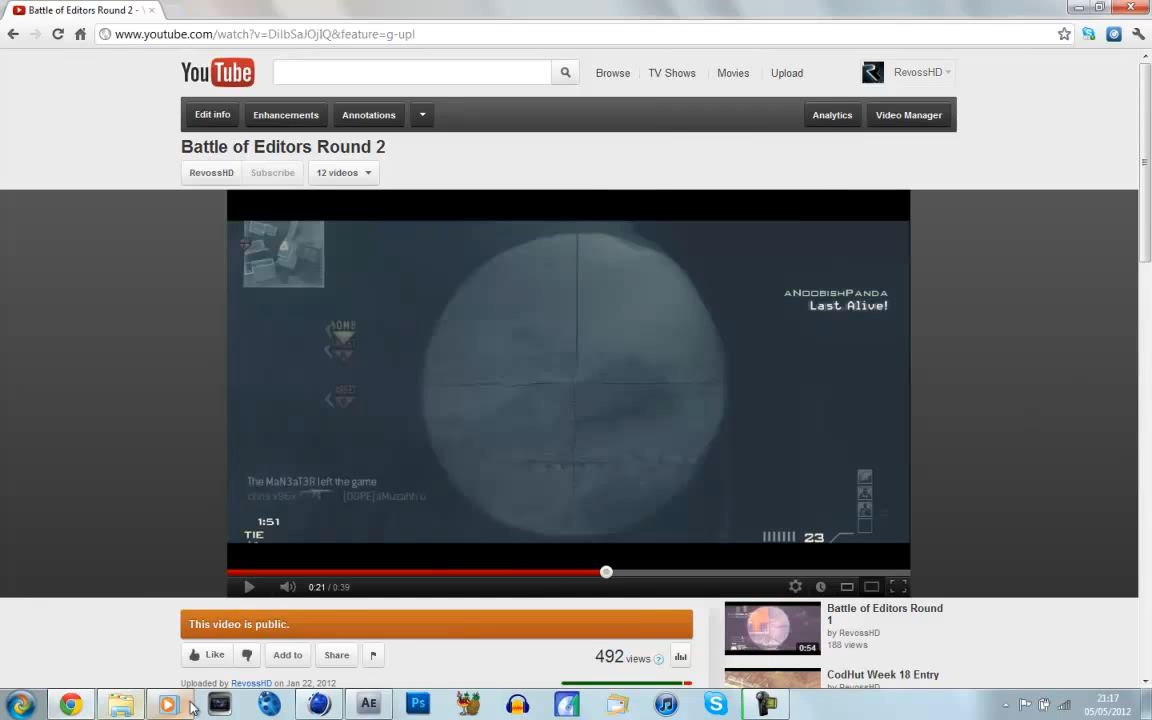 Battle of Editors Round 2 - Y
www.youtube.com/watch?v=DiIbSaJOjIQ&feature=g-upl
YouTube
Browse
TV Shows
Movies
Upload
RevossHD
Edit info
Enhancements
Annotations
Analytics
Video Manager
Battle of Editors Round 2
RevossHD
Subscribe
12 videos
aNoobishPanda
Last Alive!
BOMB
The MaN3aT3R left the game
1:51
TIE
23
0:21 / 0:39
This video is public.
Like
Add to
Share
492 views
Uploaded by RevossHD on Jan 22, 2012
Battle of Editors Round
1
by RevossHD
188 views
0:54
CodHut Week 18 Entry
Ae
Ps
21:17
05/05/2012